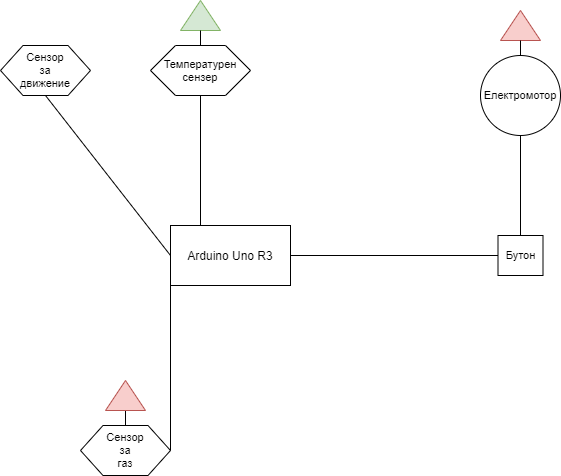 Сензор
за
движение
Температурен
сензер
Електромотор
Arduino Uno R3
Бутон
Сензор
за
газ